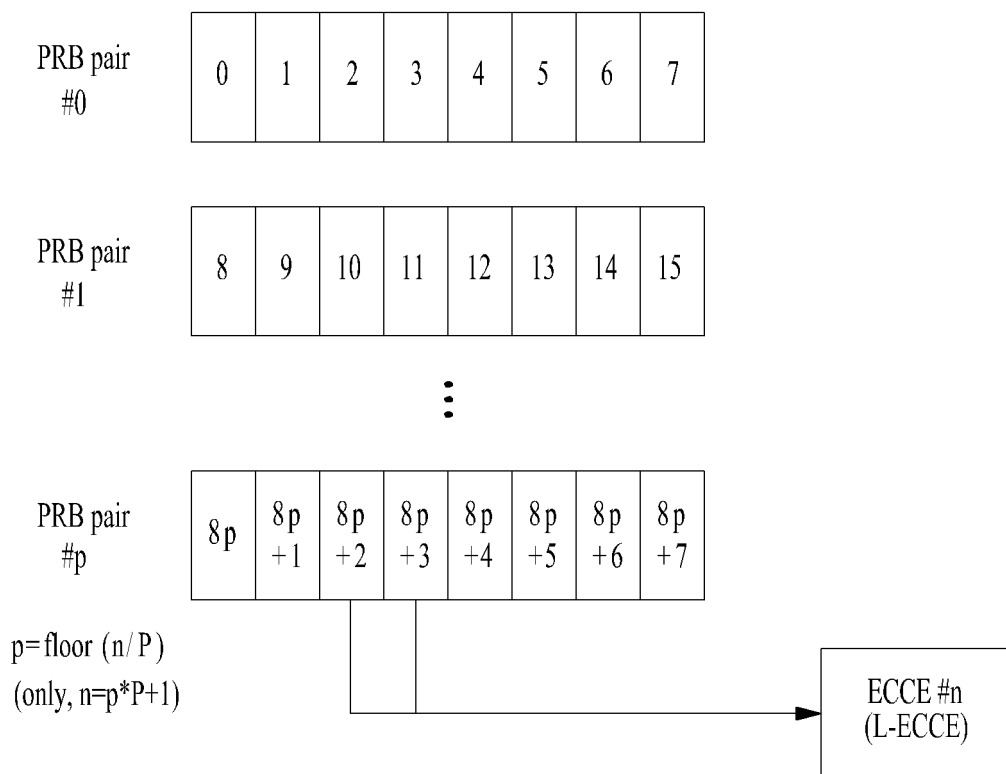 PRB pair
#0
0 1 2 3 4 5 6 7
PRB pair
#1
8 9 10 11 12 13 14 15
PRB pair
#p
8p 8p+1 8p+2 8p+3 8p+4 8p+5 8p+6 8p+7
p=floor (n/P)
(only, n=p*P+1)
ECCE #n
(L-ECCE)